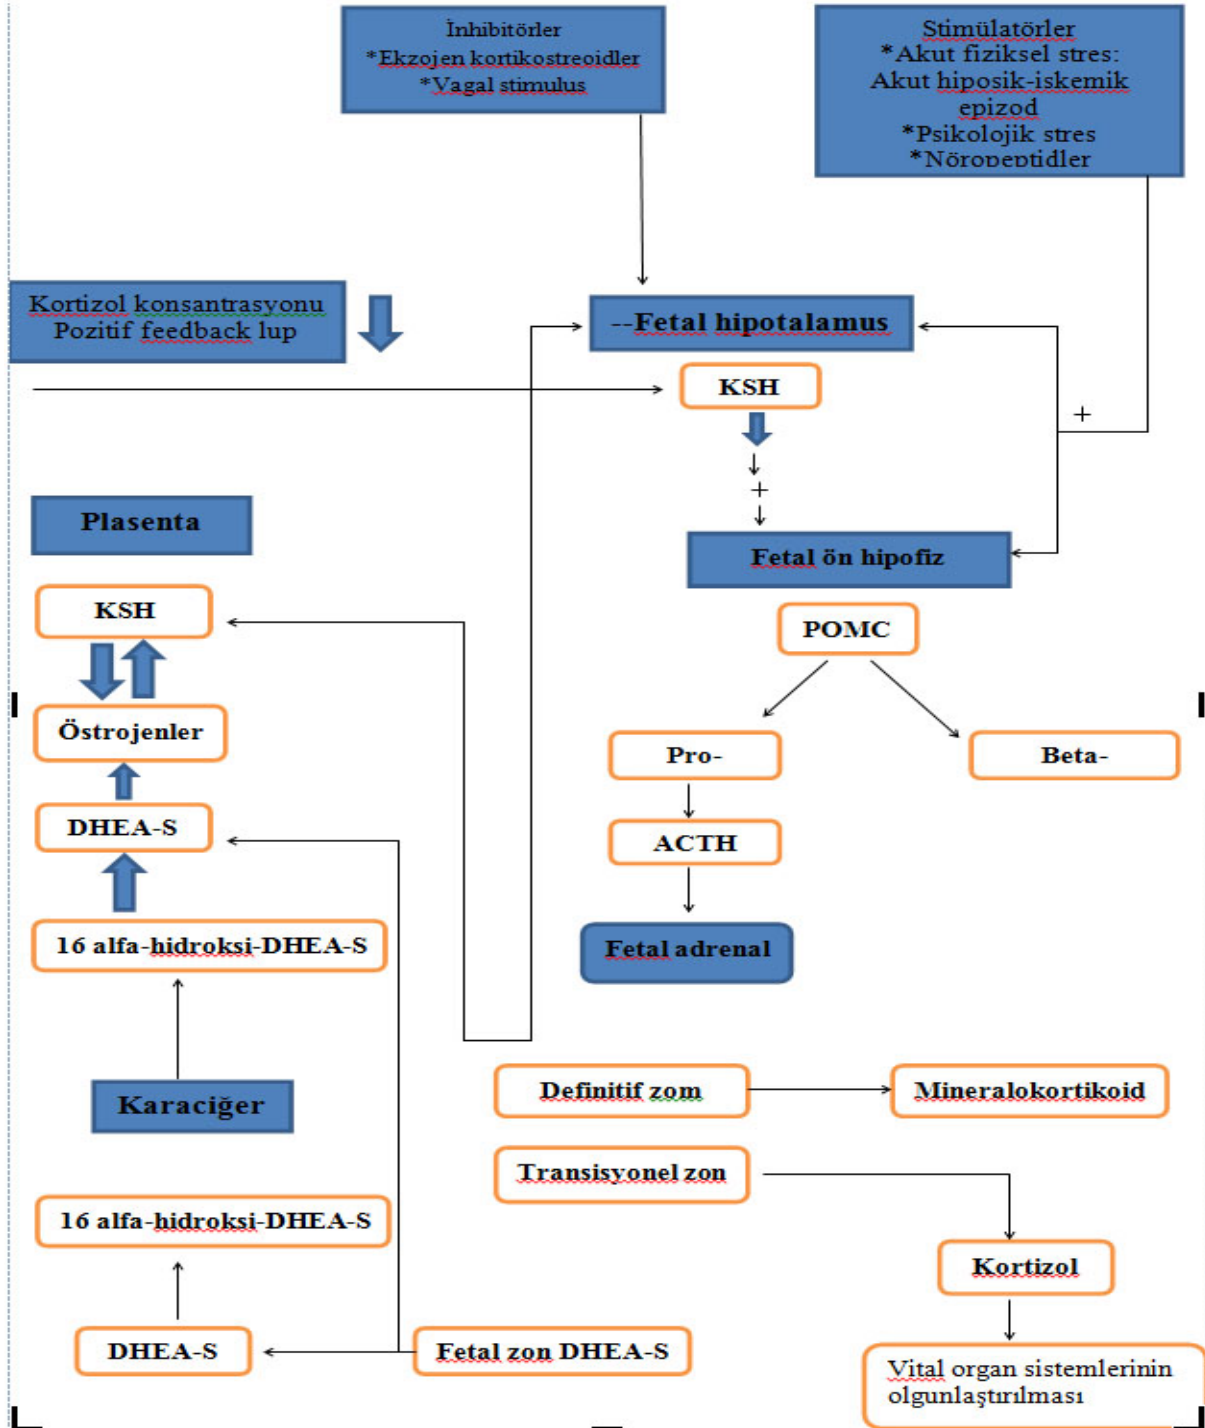 İnhibitörler
*Ekzojen kortikostreoidler
*Vagal stimulus
Stimülatörler
*Akut fiziksel stres:
Akut hiposik-iskemik
epizod
*Psikolojik stres
*Nöropeptidler
Kortizol konsantrasyonu
Pozitif feedback lup
--Fetal hipotalamus
KSH
+
+
Plasenta
Fetal ön hipofiz
KSH
POMC
Östrojenler
Pro-
Beta-
DHEA-S
ACTH
16 alfa-hidroksi-DHEA-S
Fetal adrenal
Karaciğer
Definitif zom
Mineralokortikoid
Transisyonel zon
16 alfa-hidroksi-DHEA-S
Kortizol
DHEA-S
Fetal zon DHEA-S
Vital organ sistemlerinin
olgunlaştırılması